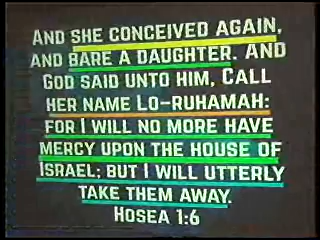 And she conceived again,
and bare a daughter. And
God said unto him, Call
her name Lo-ruhamah:
for I will no more have
mercy upon the house of
Israel; but I will utterly
take them away.
Hosea 1:6